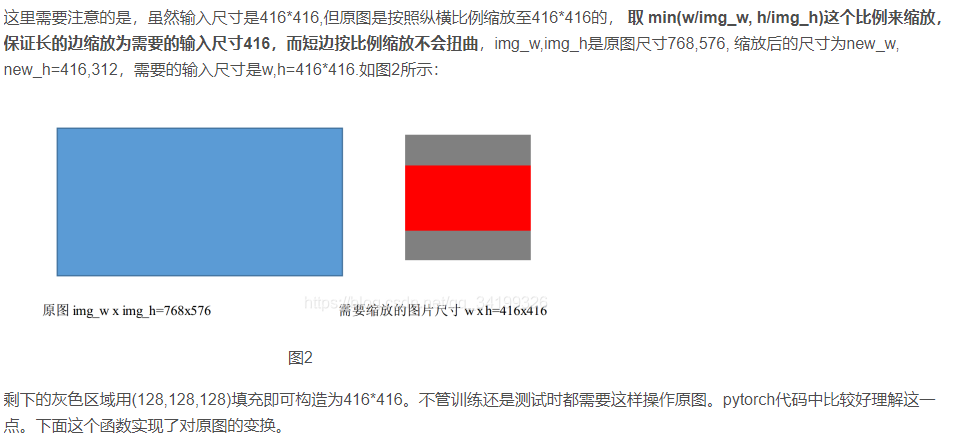 这里需要注意的是，虽然输入尺寸是416*416,但原图是按照纵横比例缩放至416*416的， 取 min(w/img_w, h/img_h)这个比例来缩放，
保证长的边缩放为需要的输入尺寸416，而短边按比例缩放不会扭曲，img_w,img_h是原图尺寸768,576, 缩放后的尺寸为new_w,
new_h=416,312，需要的输入尺寸是w,h=416*416.如图2所示：
https://blog.csdn.net/qq_34199326
原图 img_w x img_h=768x576
需要缩放的图片尺寸 w x h=416x416
图2
剩下的灰色区域用(128,128,128)填充即可构造为416*416。不管训练还是测试时都需要这样操作原图。pytorch代码中比较好理解这一
点。下面这个函数实现了对原图的变换。